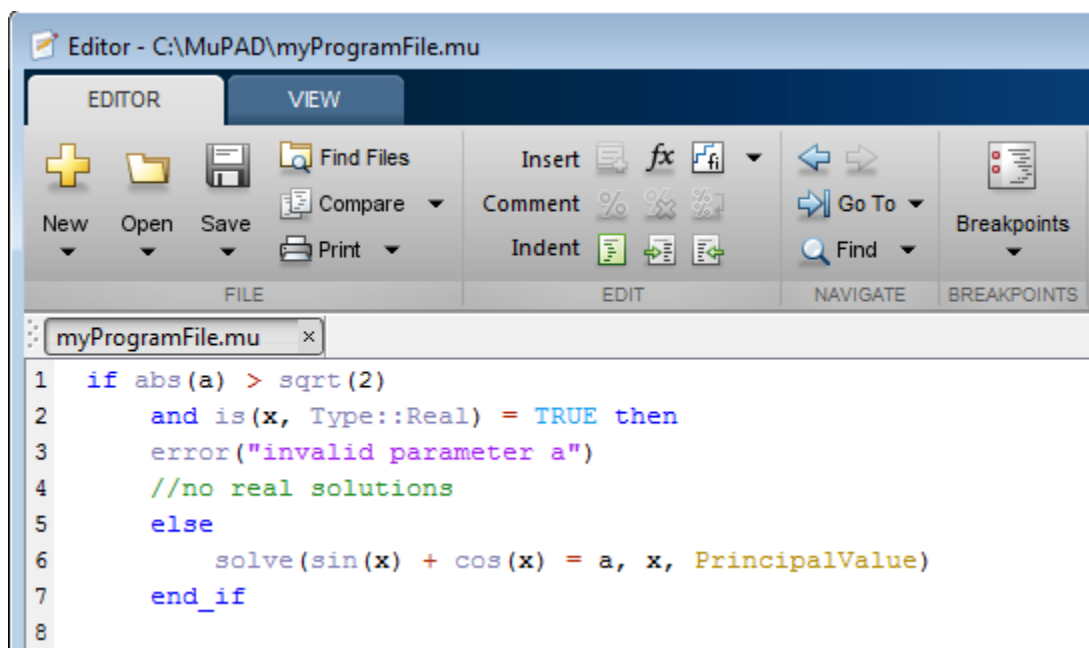 Editor - C:\MuPAD\myProgramFile.mu
EDITOR VIEW
Find Files Insert fx fi
Compare Comment % % % Go To
New Open Save Print Indent Find Breakpoints
FILE EDIT NAVIGATE BREAKPOINTS
myProgramFile.mu ×
1 if abs(a) > sqrt(2)
2 and is(x, Type::Real) = TRUE then
3 error("invalid parameter a")
4 //no real solutions
5 else
6 solve(sin(x) + cos(x) = a, x, PrincipalValue)
7 end_if
8